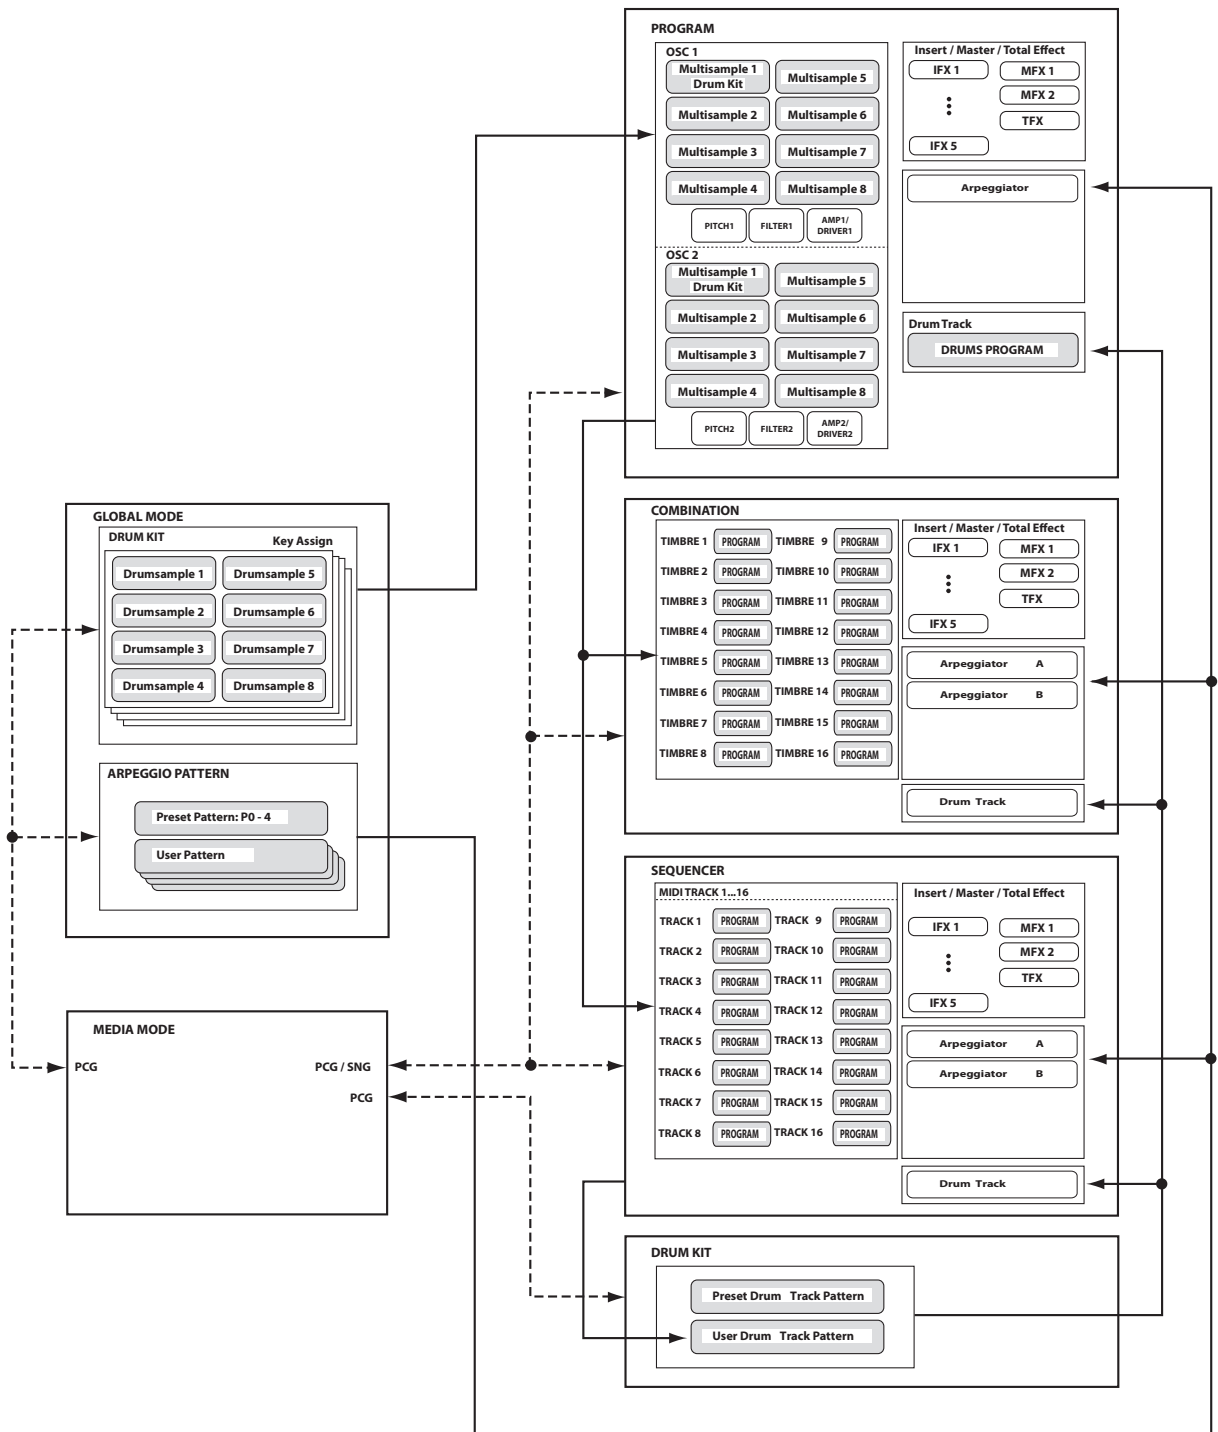 PROGRAM
OSC 1
Multisample 1
Drum Kit
Multisample 5
Multisample 2
Multisample 6
Multisample 3
Multisample 7
Multisample 4
Multisample 8
PITCH1
FILTER1
AMP1/
DRIVER1
OSC 2
Multisample 1
Drum Kit
Multisample 5
Multisample 2
Multisample 6
Multisample 3
Multisample 7
Multisample 4
Multisample 8
PITCH2
FILTER2
AMP2/
DRIVER2
Insert / Master / Total Effect
IFX 1
MFX 1
MFX 2
TFX
IFX 5
Arpeggiator
Drum Track
DRUMS PROGRAM
GLOBAL MODE
DRUM KIT
Key Assign
Drumsample 1
Drumsample 5
Drumsample 2
Drumsample 6
Drumsample 3
Drumsample 7
Drumsample 4
Drumsample 8
ARPEGGIO PATTERN
Preset Pattern: P0 - 4
User Pattern
MEDIA MODE
PCG
PCG / SNG
PCG
COMBINATION
TIMBRE 1 PROGRAM TIMBRE 9 PROGRAM
TIMBRE 2 PROGRAM TIMBRE 10 PROGRAM
TIMBRE 3 PROGRAM TIMBRE 11 PROGRAM
TIMBRE 4 PROGRAM TIMBRE 12 PROGRAM
TIMBRE 5 PROGRAM TIMBRE 13 PROGRAM
TIMBRE 6 PROGRAM TIMBRE 14 PROGRAM
TIMBRE 7 PROGRAM TIMBRE 15 PROGRAM
TIMBRE 8 PROGRAM TIMBRE 16 PROGRAM
Insert / Master / Total Effect
IFX 1
MFX 1
MFX 2
TFX
IFX 5
Arpeggiator A
Arpeggiator B
Drum Track
SEQUENCER
MIDI TRACK 1...16
TRACK 1 PROGRAM TRACK 9 PROGRAM
TRACK 2 PROGRAM TRACK 10 PROGRAM
TRACK 3 PROGRAM TRACK 11 PROGRAM
TRACK 4 PROGRAM TRACK 12 PROGRAM
TRACK 5 PROGRAM TRACK 13 PROGRAM
TRACK 6 PROGRAM TRACK 14 PROGRAM
TRACK 7 PROGRAM TRACK 15 PROGRAM
TRACK 8 PROGRAM TRACK 16 PROGRAM
Insert / Master / Total Effect
IFX 1
MFX 1
MFX 2
TFX
IFX 5
Arpeggiator A
Arpeggiator B
Drum Track
DRUM KIT
Preset Drum Track Pattern
User Drum Track Pattern